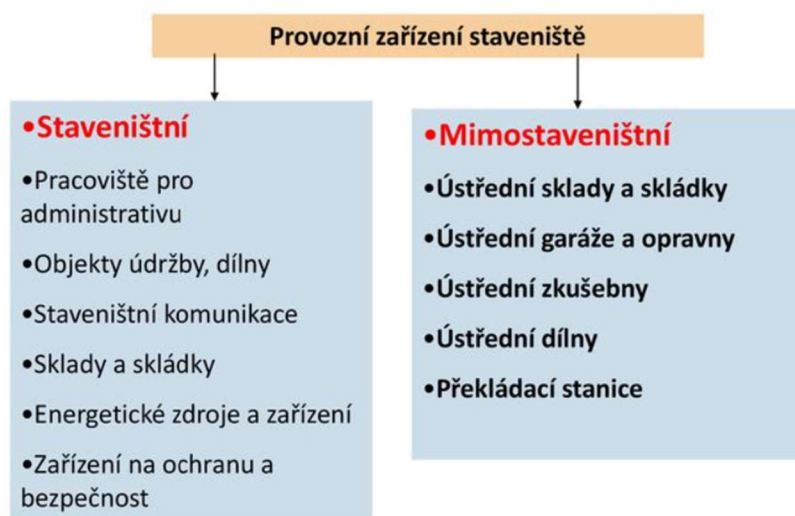 Provozní zařízení staveniště
•Staveništní
•Pracoviště pro
administrativu
•Objekty údržby, dílny
•Staveništní komunikace
•Sklady a skládky
•Energetické zdroje a zařízení
•Zařízení na ochranu a
bezpečnost
•Mimostaveništní
•Ústřední sklady a skládky
•Ústřední garáže a opravny
•Ústřední zkušebny
•Ústřední dílny
•Překládací stanice